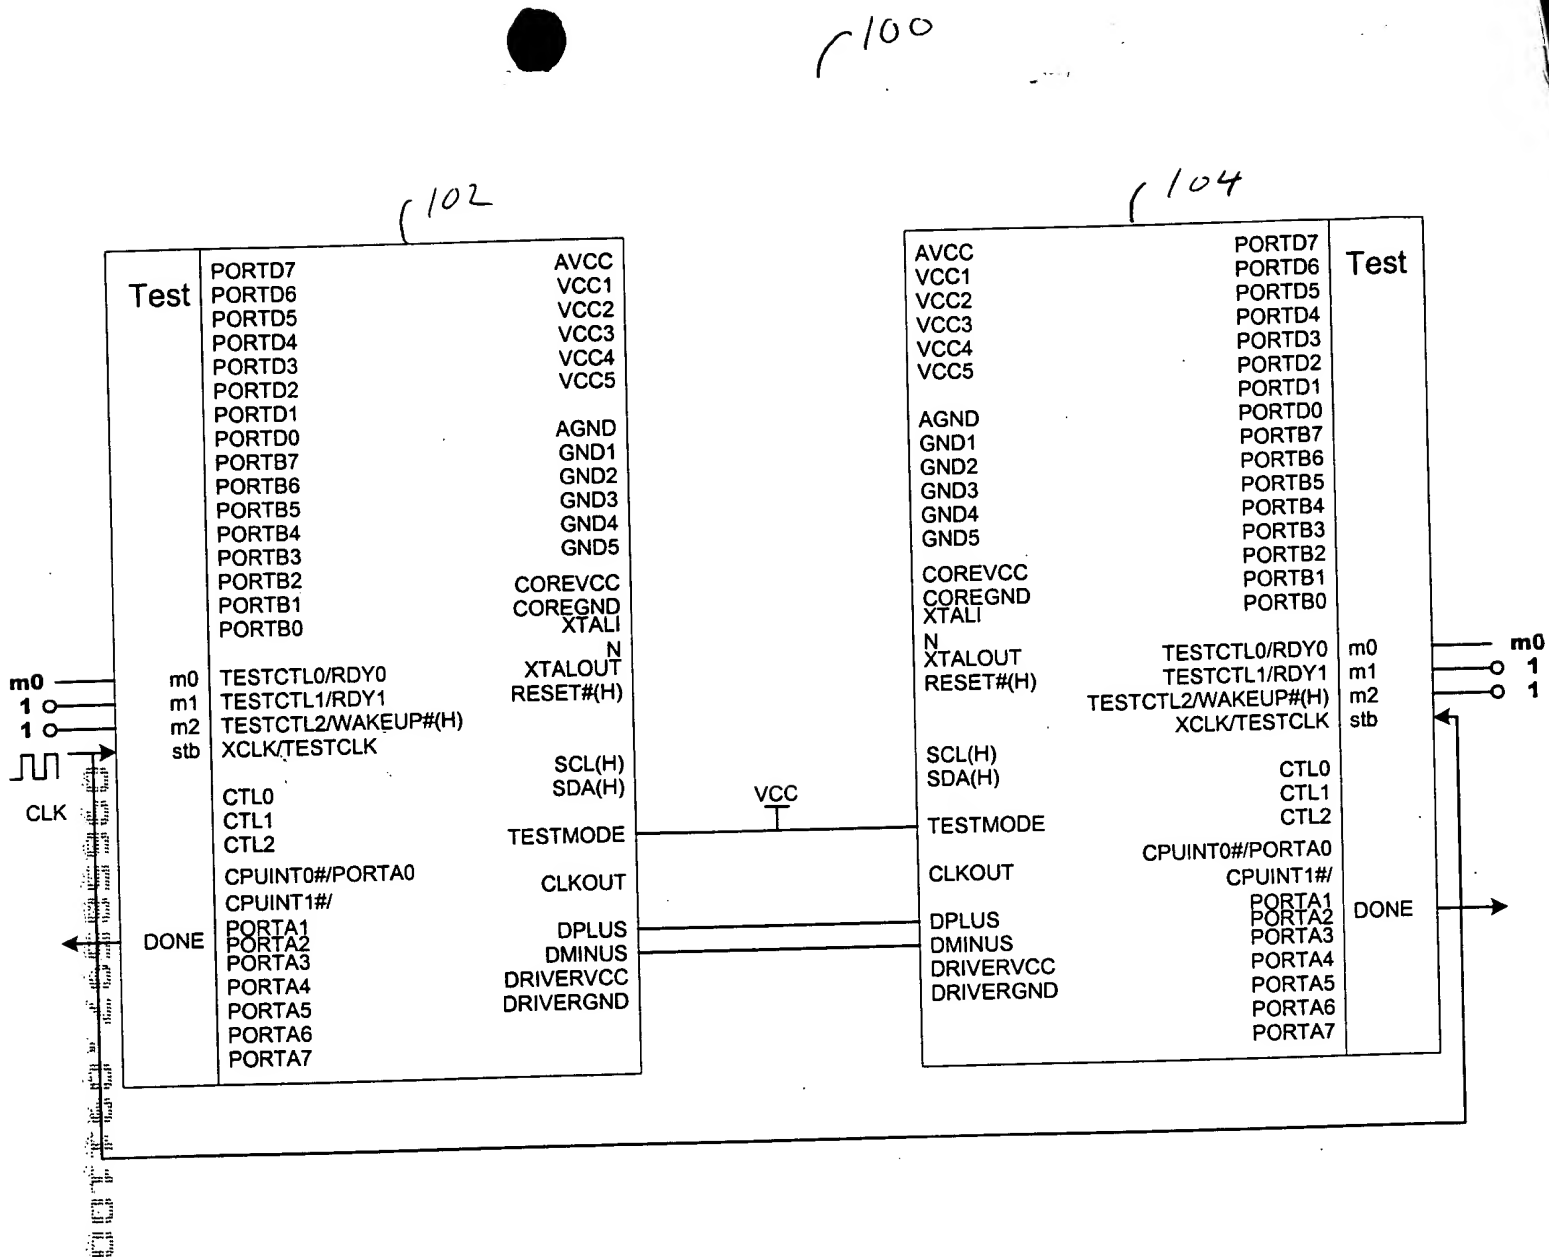 100
102
104
Test
PORTD7
PORTD6
PORTD5
PORTD4
PORTD3
PORTD2
PORTD1
PORTD0
PORTB7
PORTB6
PORTB5
PORTB4
PORTB3
PORTB2
PORTB1
PORTB0
AVCC
VCC1
VCC2
VCC3
VCC4
VCC5
AGND
GND1
GND2
GND3
GND4
GND5
COREVCC
COREGND
XTALI
N
XTALOUT
RESET#(H)
m0 m0 TESTCTL0/RDY0
1 m1 TESTCTL1/RDY1
1 m2 TESTCTL2/WAKEUP#(H)
stb XCLK/TESTCLK
CLK
CTL0
CTL1
CTL2
CPUINT0#/PORTA0
CPUINT1#/
PORTA1
DONE PORTA2
PORTA3
PORTA4
PORTA5
PORTA6
PORTA7
SCL(H)
SDA(H)
TESTMODE
CLKOUT
DPLUS
DMINUS
DRIVERVCC
DRIVERGND
VCC
AVCC
VCC1
VCC2
VCC3
VCC4
VCC5
AGND
GND1
GND2
GND3
GND4
GND5
COREVCC
COREGND
XTALI
N
XTALOUT
RESET#(H)
SCL(H)
SDA(H)
TESTMODE
CLKOUT
DPLUS
DMINUS
DRIVERVCC
DRIVERGND
Test
PORTD7
PORTD6
PORTD5
PORTD4
PORTD3
PORTD2
PORTD1
PORTD0
PORTB7
PORTB6
PORTB5
PORTB4
PORTB3
PORTB2
PORTB1
PORTB0
TESTCTL0/RDY0 m0 m0
TESTCTL1/RDY1 m1 1
TESTCTL2/WAKEUP#(H) m2 1
XCLK/TESTCLK stb
CTL0
CTL1
CTL2
CPUINT0#/PORTA0
CPUINT1#/
PORTA1
PORTA2 DONE
PORTA3
PORTA4
PORTA5
PORTA6
PORTA7